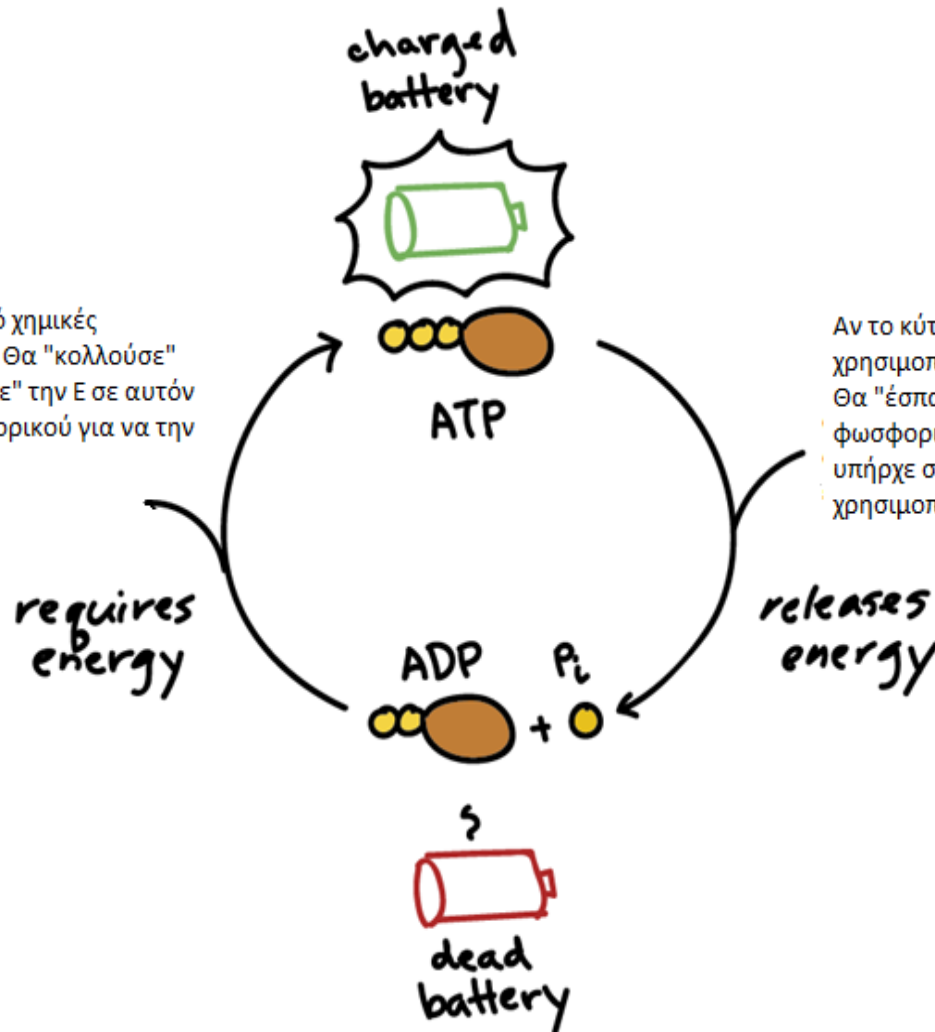 charged
battery
ό χημικές
Θα "κολλούσε"
ε" την Ε σε αυτόν
ορικού για να την
ATP
Αν το κύτ
χρησιμοπ
Θα "έσπα
φωσφορι
υπήρχε σ
χρησιμοπ
requires
energy
releases
energy
ADP Pi
+
dead
battery